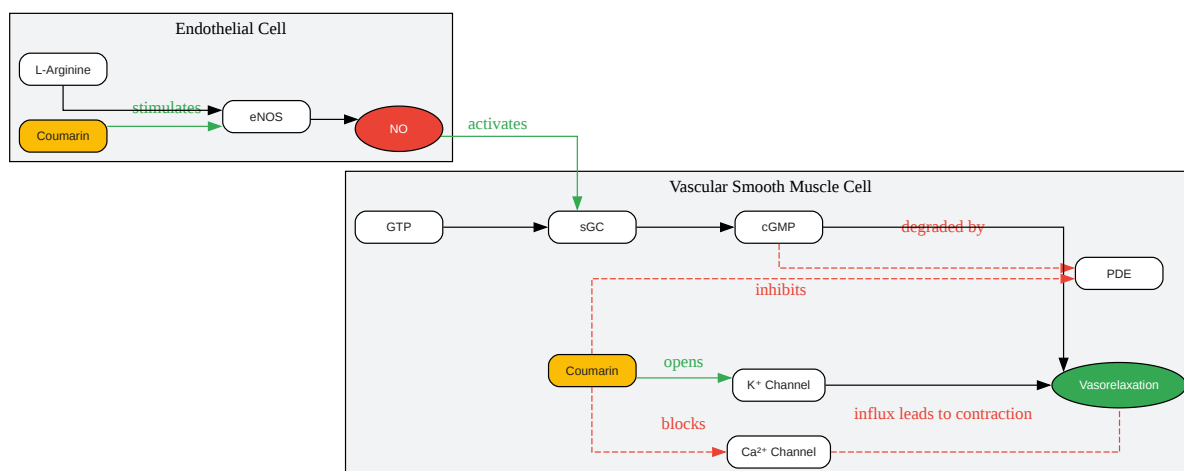 Endothelial Cell
L-Arginine
stimulates
eNOS
Coumarin
NO
activates
Vascular Smooth Muscle Cell
GTP
sGC
cGMP
degraded by
PDE
inhibits
Coumarin
opens
K⁺ Channel
Vasorelaxation
influx leads to contraction
blocks
Ca²⁺ Channel